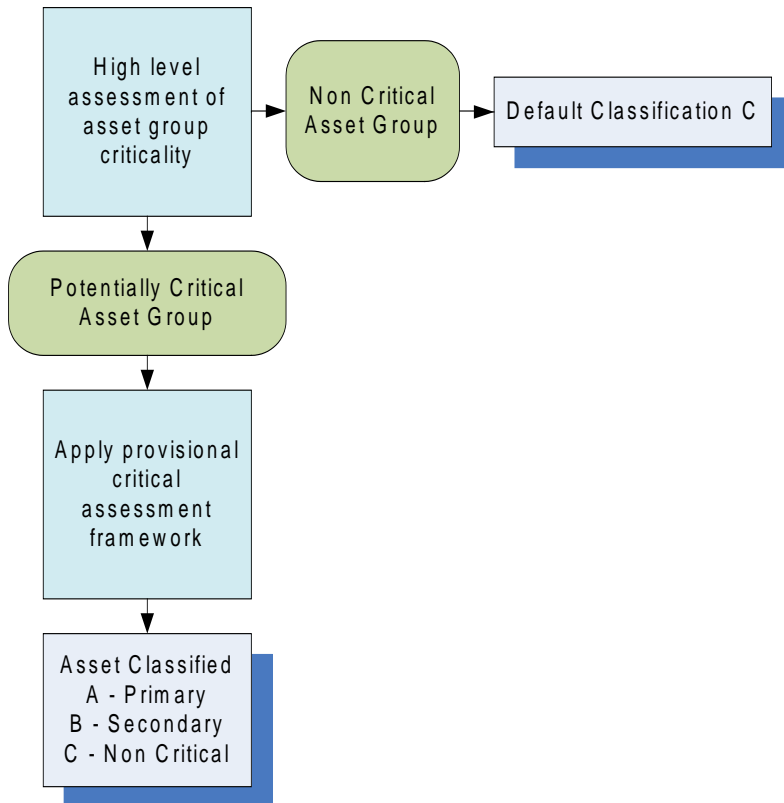 High level
assessment of
asset group
criticality
Non Critical
Asset Group
Default Classification C
Potentially Critical
Asset Group
Apply provisional
critical
assessment
framework
Asset Classified
A - Primary
B - Secondary
C - Non Critical